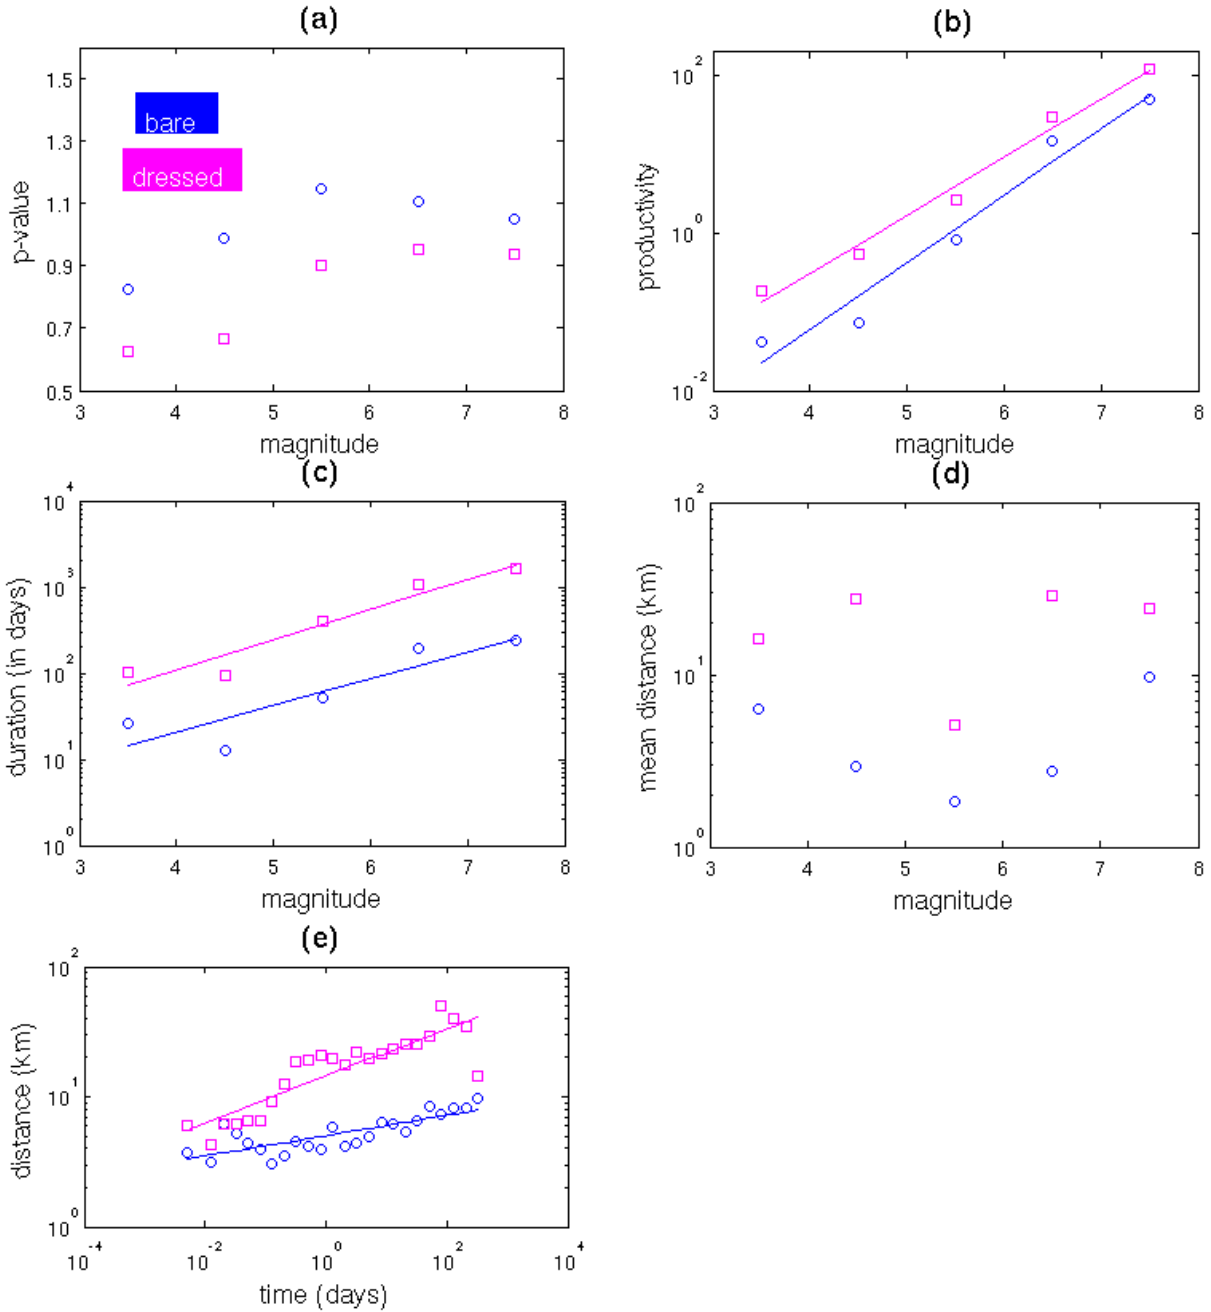 (a)
1.5
1.3
1.1
0.9
0.7
0.5
p-value
bare
dressed
3 4 5 6 7 8
magnitude
(b)
10^2
10^0
10^-2
productivity
3 4 5 6 7 8
magnitude
(c)
10^4
10^3
10^2
10^1
10^0
duration (in days)
3 4 5 6 7 8
magnitude
(d)
10^2
10^1
10^0
mean distance (km)
3 4 5 6 7 8
magnitude
(e)
10^2
10^1
10^0
distance (km)
10^-4 10^-2 10^0 10^2 10^4
time (days)